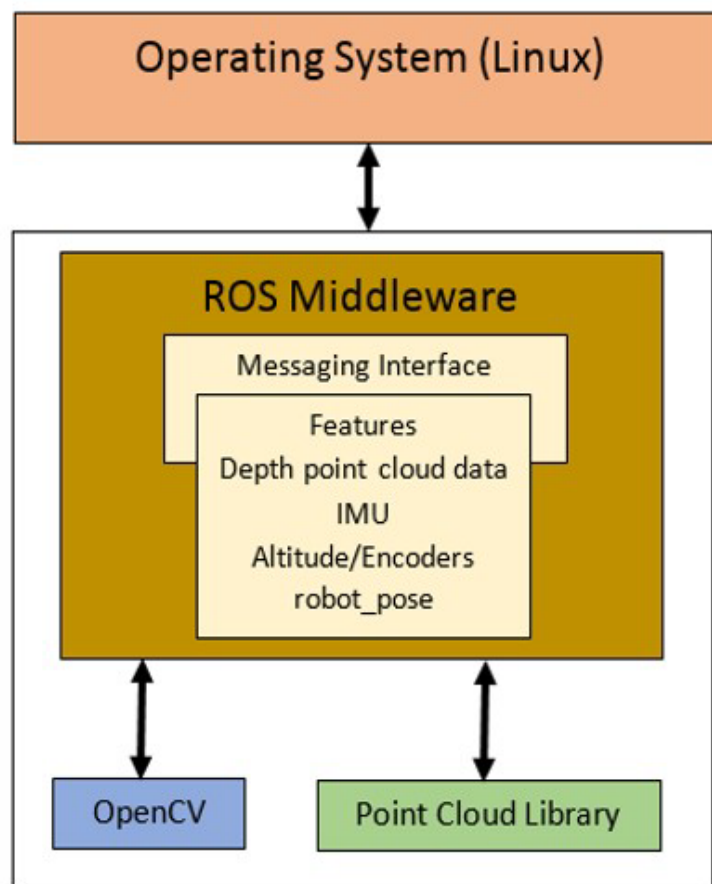 Operating System (Linux)
ROS Middleware
Messaging Interface
Features
Depth point cloud data
IMU
Altitude/Encoders
robot_pose
OpenCV
Point Cloud Library